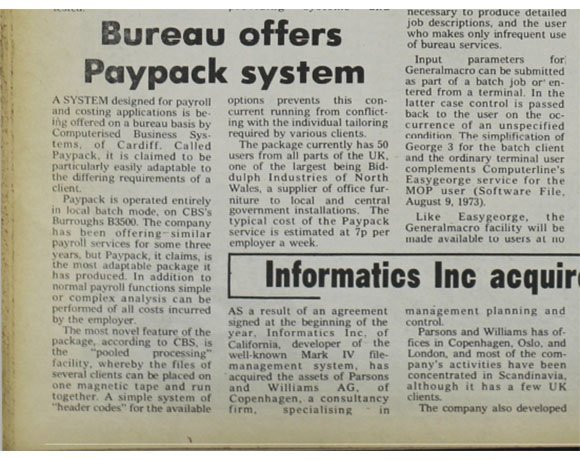 Bureau offers
Paypack system
A SYSTEM designed for payroll
and costing applications is be-
ing offered on a bureau basis by
Computerised Business Sys-
tems, of Cardiff. Called
Paypack, it is claimed to be
particularly easily adaptable to
the differing requirements of a
client.
Paypack is operated entirely
in local batch mode, on CBS's
Burroughs B3500. The company
has been offering similar
payroll services for some three
years, but Paypack, it claims, is
the most adaptable package it
has produced. In addition to
normal payroll functions simple
or complex analysis can be
performed of all costs incurred
by the employer.
The most novel feature of the
package, according to CBS, is
the "pooled processing"
facility, whereby the files of
several clients can be placed on
one magnetic tape and run
together. A simple system of
"header codes" for the available
options prevents this con-
current running from conflict-
ing with the individual tailoring
required by various clients.
The package currently has 50
users from all parts of the UK,
one of the largest being Bid-
dulph Industries of North
Wales, a supplier of office fur-
niture to local and central
government installations. The
typical cost of the Paypack
service is estimated at 7p per
employer a week.
necessary to produce detailed
job descriptions, and the user
who makes only infrequent use
of bureau services.
Input parameters for
Generalmacro can be submitted
as part of a batch job or en-
tered from a terminal. In the
latter case control is passed
back to the user on the oc-
currence of an unspecified
condition. The simplification of
George 3 for the batch client
and the ordinary terminal user
complements Computerline's
Easygeorge service for the
MOP user (Software File,
August 9, 1973).
Like Easygeorge, the
Generalmacro facility will be
made available to users at no
Informatics Inc
AS a result of an agreement
signed at the beginning of the
year, Informatics Inc, of
California, developer of the
well-known Mark IV file-
management system, has
acquired the assets of Parsons
and Williams AG, of
Copenhagen, a consultancy
firm, specialising in
management planning and
control.
Parsons and Williams has of-
fices in Copenhagen, Oslo, and
London, and most of the com-
pany's activities have been
concentrated in Scandinavia,
although it has a few UK
clients.
The company also developed